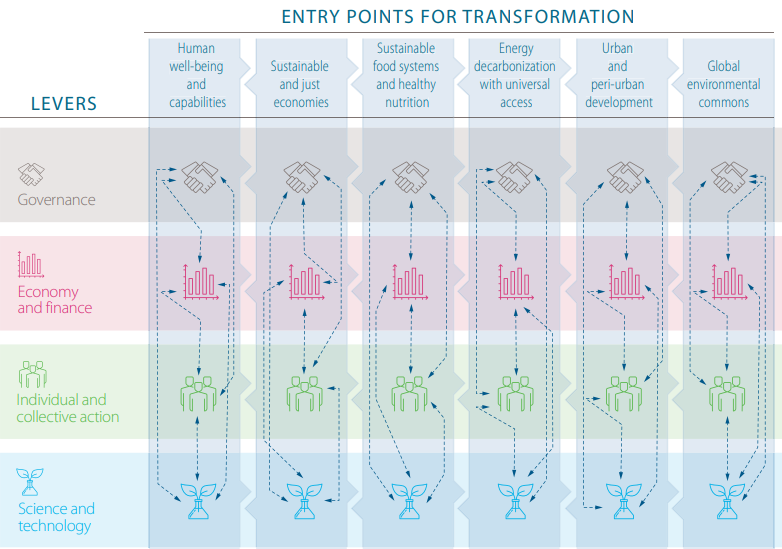 ENTRY POINTS FOR TRANSFORMATION
LEVERS
Human
well-being
and
capabilities
Sustainable
and just
economies
Sustainable
food systems
and healthy
nutrition
Energy
decarbonization
with universal
access
Urban
and
peri-urban
development
Global
environmental
commons
Governance
Economy
and finance
Individual and
collective action
Science and
technology